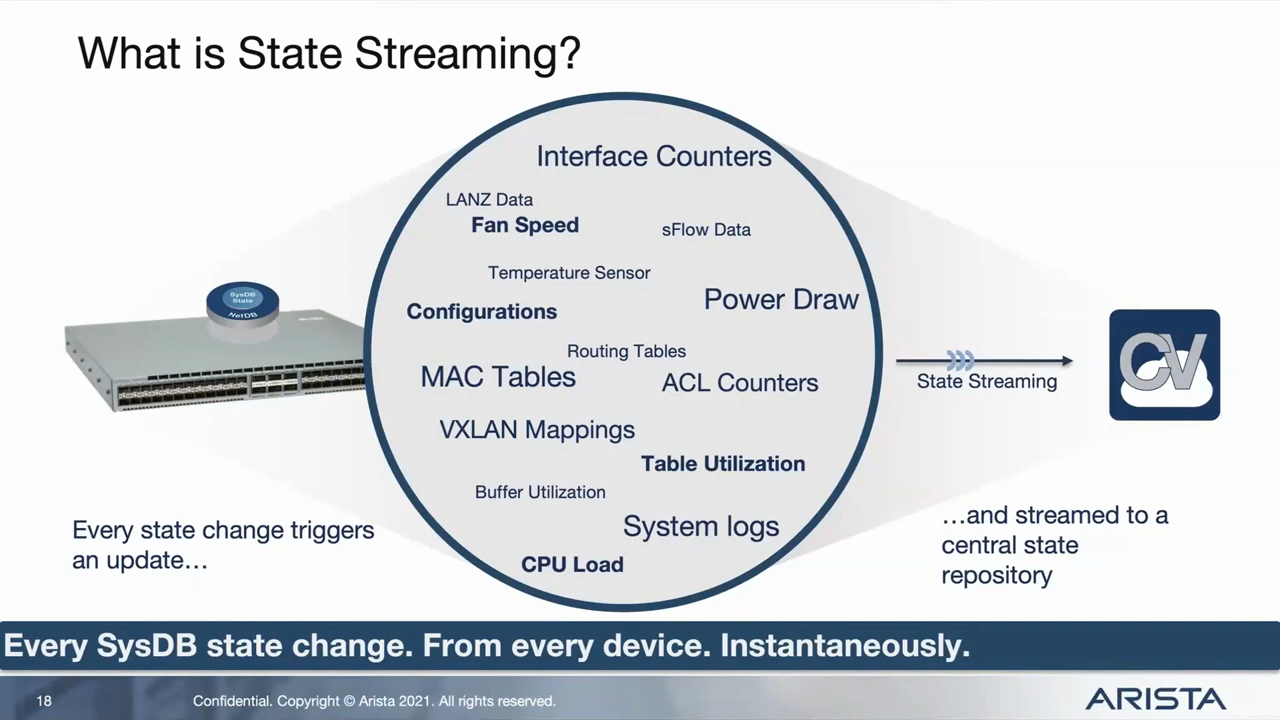 What is State Streaming?
Interface Counters
LANZ Data
Fan Speed
sFlow Data
Temperature Sensor
Power Draw
Configurations
Routing Tables
MAC Tables
ACL Counters
VXLAN Mappings
Table Utilization
Buffer Utilization
System logs
CPU Load
SysDB
State
NetDB
State Streaming
CV
Every state change triggers
an update…
…and streamed to a
central state
repository
Every SysDB state change. From every device. Instantaneously.
18
Confidential. Copyright © Arista 2021. All rights reserved.
ARISTA